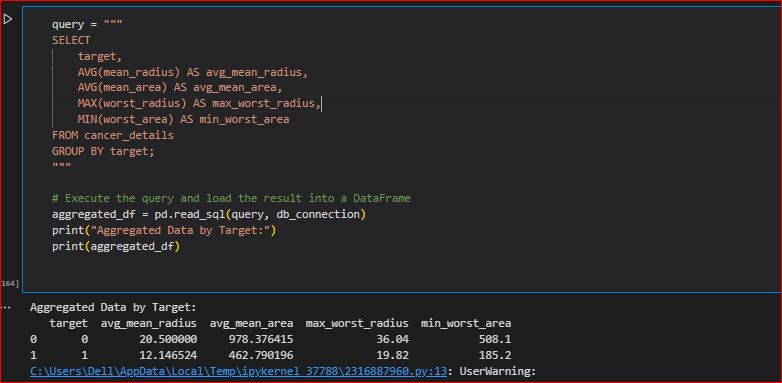 query = """
SELECT
target,
AVG(mean_radius) AS avg_mean_radius,
AVG(mean_area) AS avg_mean_area,
MAX(worst_radius) AS max_worst_radius,
MIN(worst_area) AS min_worst_area
FROM cancer_details
GROUP BY target;
"""
# Execute the query and load the result into a DataFrame
aggregated_df = pd.read_sql(query, db_connection)
print("Aggregated Data by Target:")
print(aggregated_df)
164]
... Aggregated Data by Target:
target avg_mean_radius avg_mean_area max_worst_radius min_worst_area
0 0 20.500000 978.376415 36.04 508.1
1 1 12.146524 462.790196 19.82 185.2
C:\Users\Dell\AppData\Local\Temp\ipykernel_37788\2316887960.py:13: UserWarning: